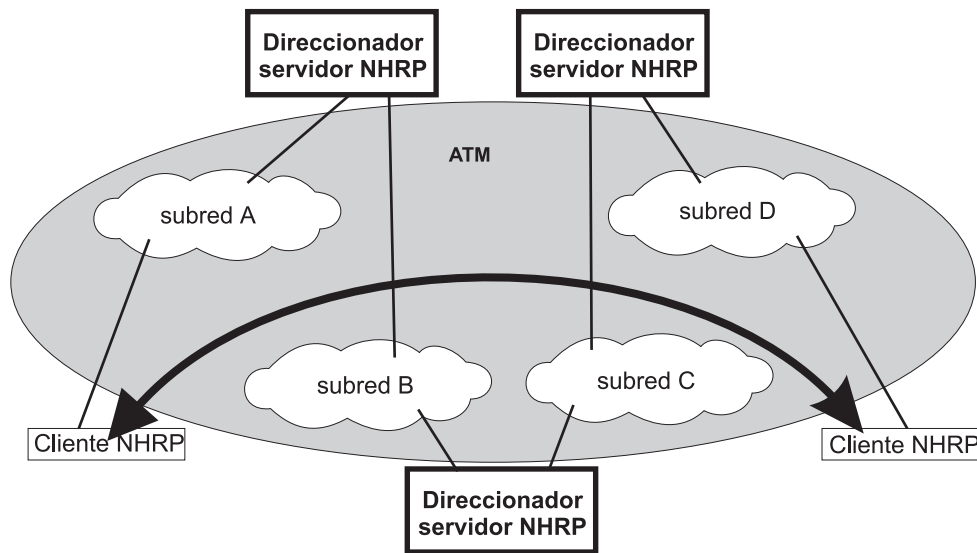 Direccionador
servidor NHRP
Direccionador
servidor NHRP
ATM
subred A
subred D
subred B
subred C
Cliente NHRP
Cliente NHRP
Direccionador
servidor NHRP